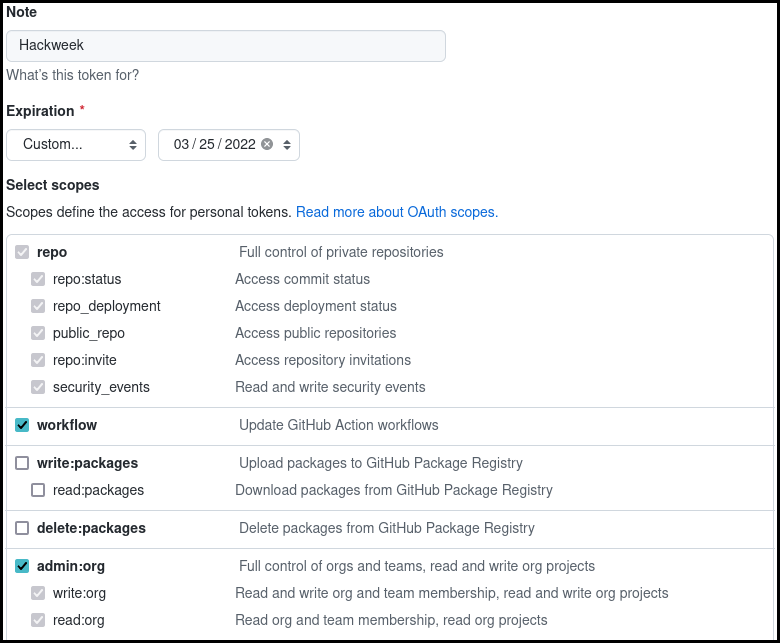 Note
Hackweek
What's this token for?
Expiration *
Custom... 03 / 25 / 2022
Select scopes
Scopes define the access for personal tokens. Read more about OAuth scopes.
repo Full control of private repositories
repo:status Access commit status
repo_deployment Access deployment status
public_repo Access public repositories
repo:invite Access repository invitations
security_events Read and write security events
workflow Update GitHub Action workflows
write:packages Upload packages to GitHub Package Registry
read:packages Download packages from GitHub Package Registry
delete:packages Delete packages from GitHub Package Registry
admin:org Full control of orgs and teams, read and write org projects
write:org Read and write org and team membership, read and write org projects
read:org Read org and team membership, read org projects